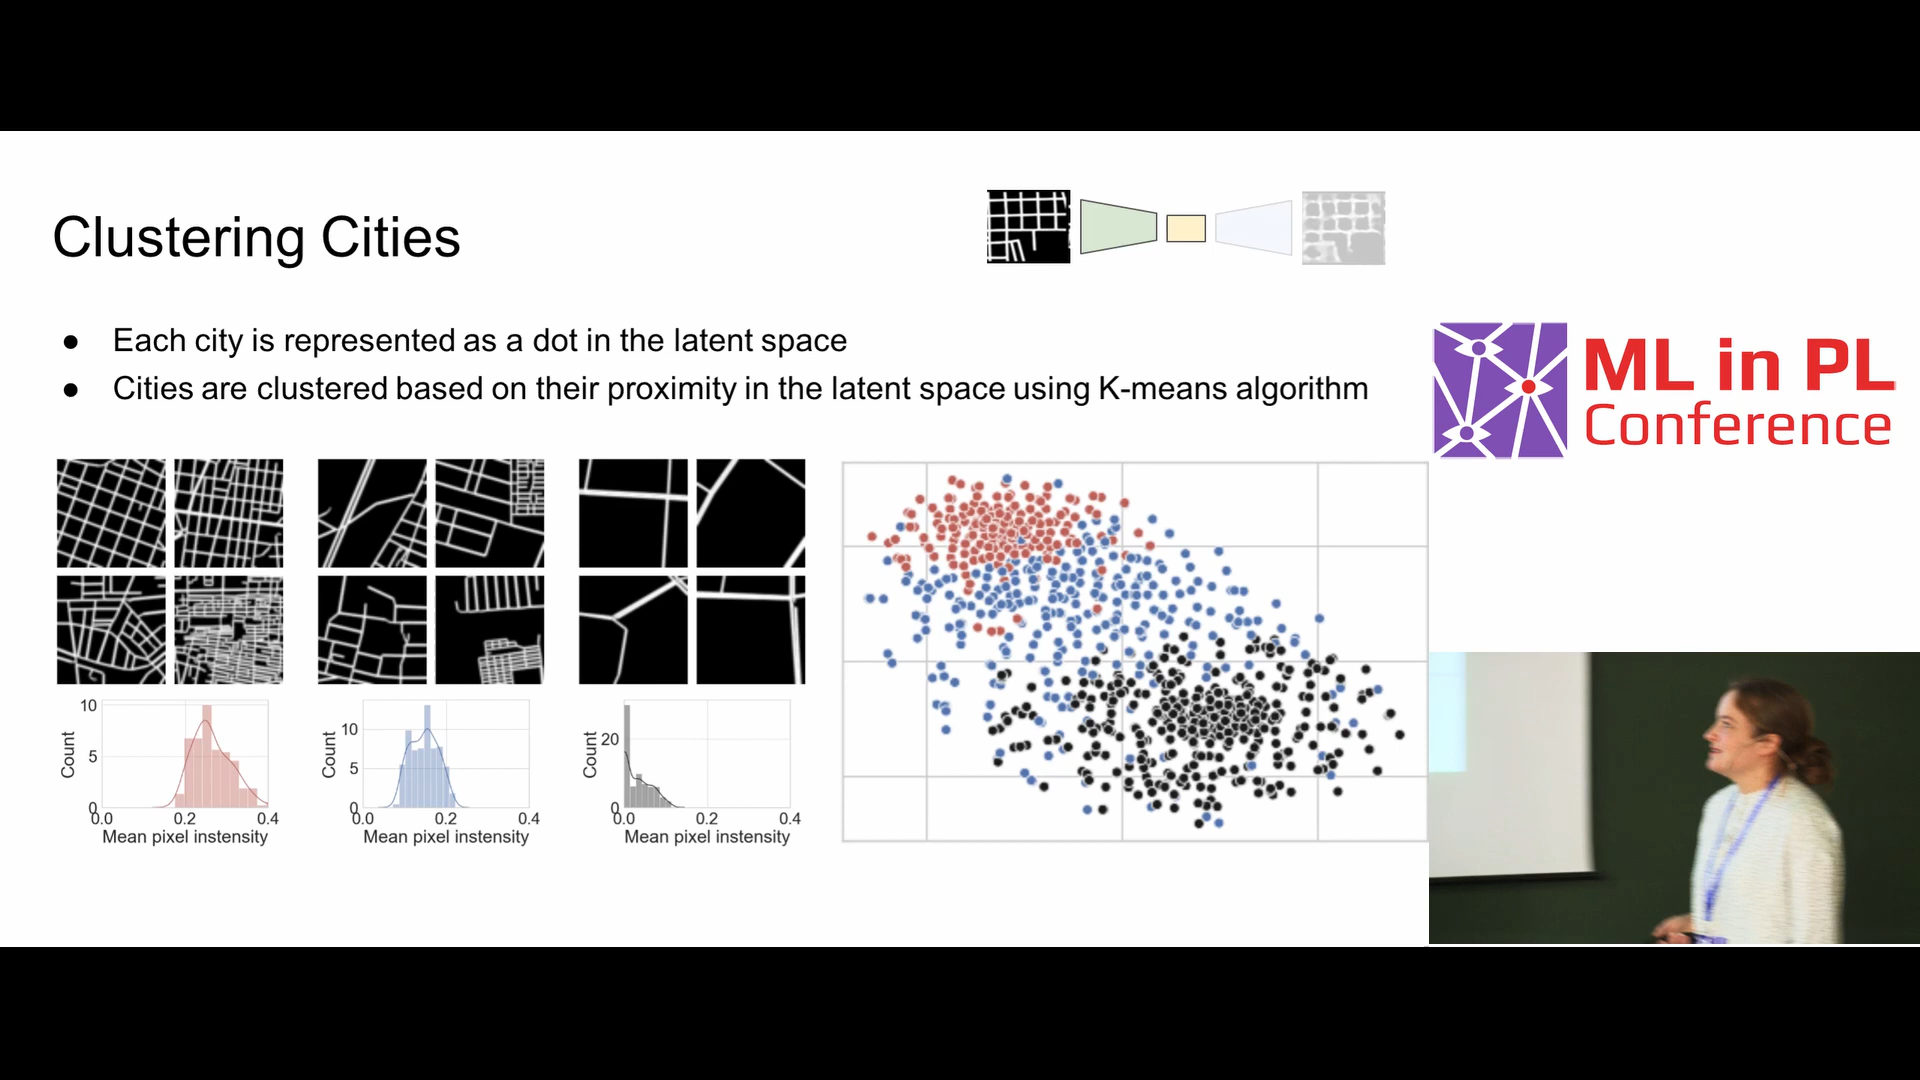 Clustering Cities
● Each city is represented as a dot in the latent space
● Cities are clustered based on their proximity in the latent space using K-means algorithm
ML in PL
Conference
10
5
0
Count
0.0 0.2 0.4
Mean pixel instensity
10
5
0
Count
0.0 0.2 0.4
Mean pixel instensity
20
0
Count
0.0 0.2 0.4
Mean pixel instensity